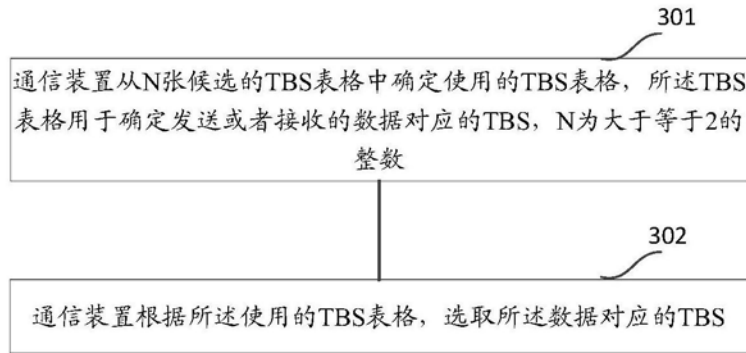 301
通信装置从N张候选的TBS表格中确定使用的TBS表格，所述TBS
表格用于确定发送或者接收的数据对应的TBS，N为大于等于2的
整数
302
通信装置根据所述使用的TBS表格，选取所述数据对应的TBS